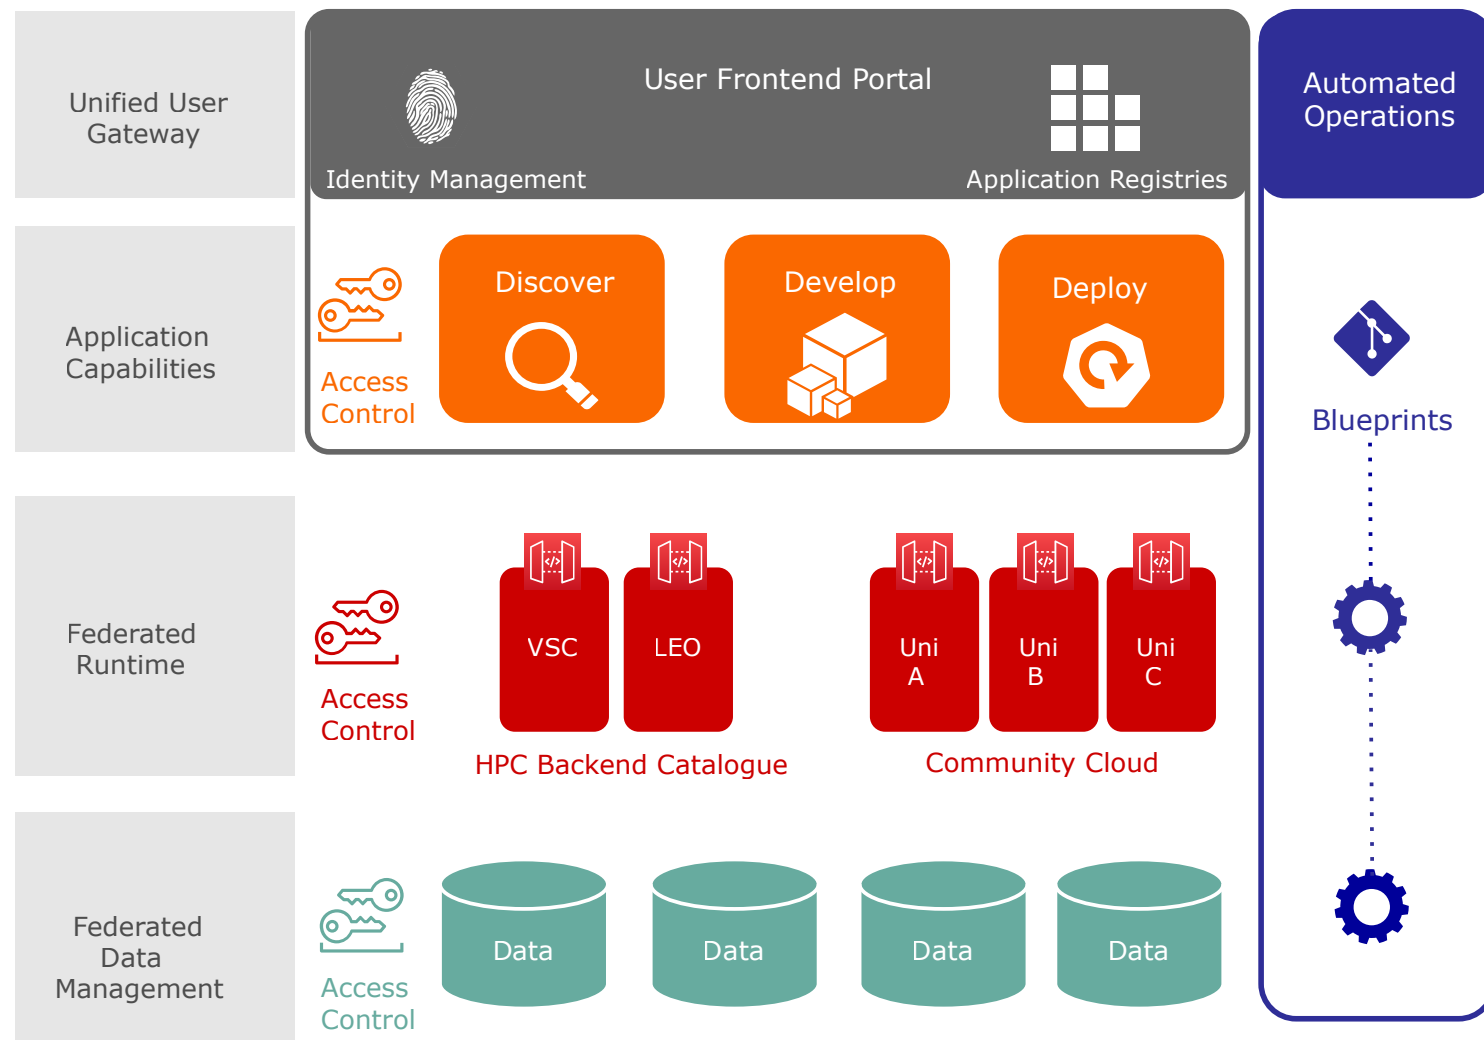 Unified User
Gateway
User Frontend Portal
Identity Management
Application Registries
Automated
Operations
Application
Capabilities
Access
Control
Discover
Develop
Deploy
Blueprints
Federated
Runtime
Access
Control
</>
VSC
</>
LEO
HPC Backend Catalogue
</>
Uni
A
</>
Uni
B
</>
Uni
C
Community Cloud
Federated
Data
Management
Access
Control
Data
Data
Data
Data